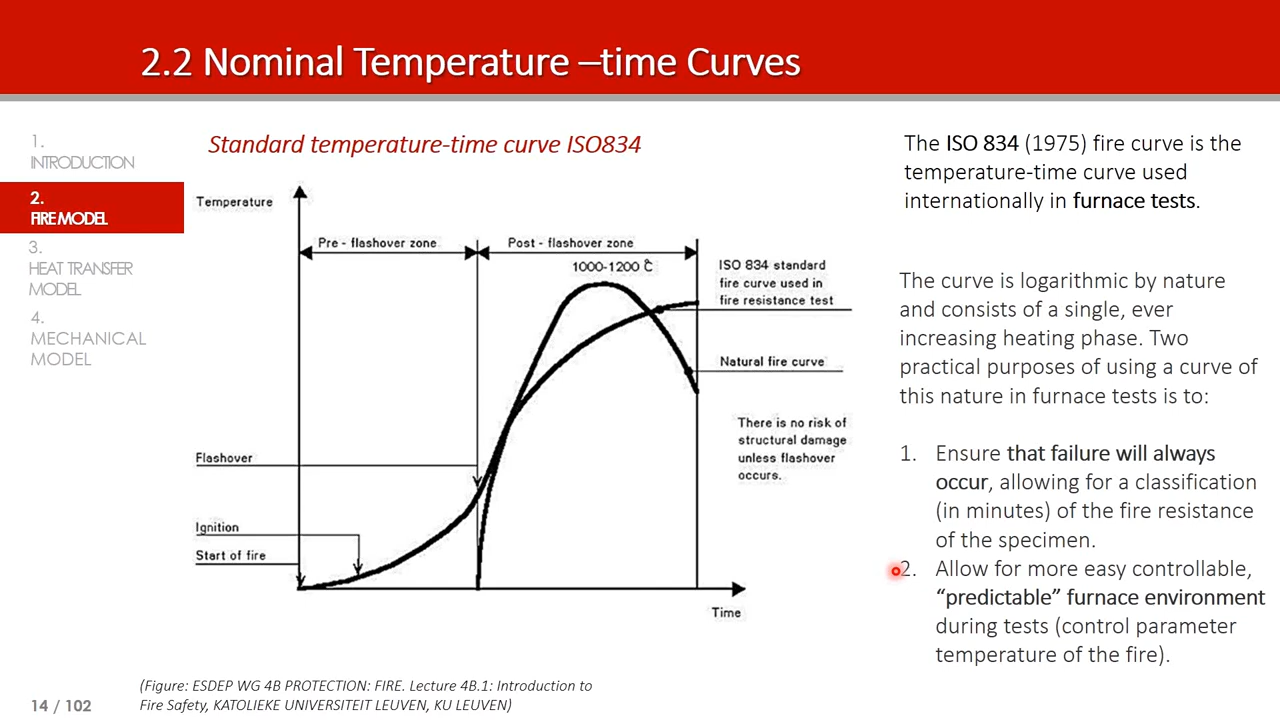 2.2 Nominal Temperature –time Curves
1.
INTRODUCTION
2.
FIRE MODEL
3.
HEAT TRANSFER
MODEL
4.
MECHANICAL
MODEL
Standard temperature-time curve ISO834
Temperature
Pre - flashover zone
Post - flashover zone
1000-1200 °C
ISO 834 standard
fire curve used in
fire resistance test
Natural fire curve
There is no risk of
structural damage
unless flashover
occurs.
Flashover
Ignition
Start of fire
Time
The ISO 834 (1975) fire curve is the
temperature-time curve used
internationally in furnace tests.
The curve is logarithmic by nature
and consists of a single, ever
increasing heating phase. Two
practical purposes of using a curve of
this nature in furnace tests is to:
1. Ensure that failure will always
occur, allowing for a classification
(in minutes) of the fire resistance
of the specimen.
2. Allow for more easy controllable,
“predictable” furnace environment
during tests (control parameter
temperature of the fire).
(Figure: ESDEP WG 4B PROTECTION: FIRE. Lecture 4B.1: Introduction to
Fire Safety, KATOLIEKE UNIVERSITEIT LEUVEN, KU LEUVEN)
14 / 102